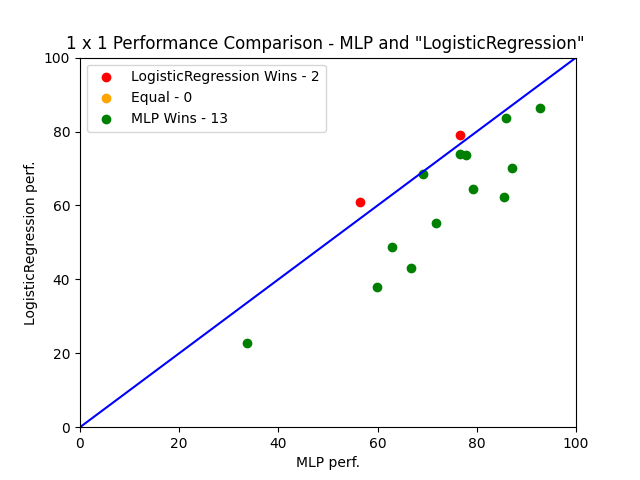 1 x 1 Performance Comparison - MLP and "LogisticRegression"
100
80
60
40
20
0
LogisticRegression perf.
LogisticRegression Wins - 2
Equal - 0
MLP Wins - 13
0 20 40 60 80 100
MLP perf.